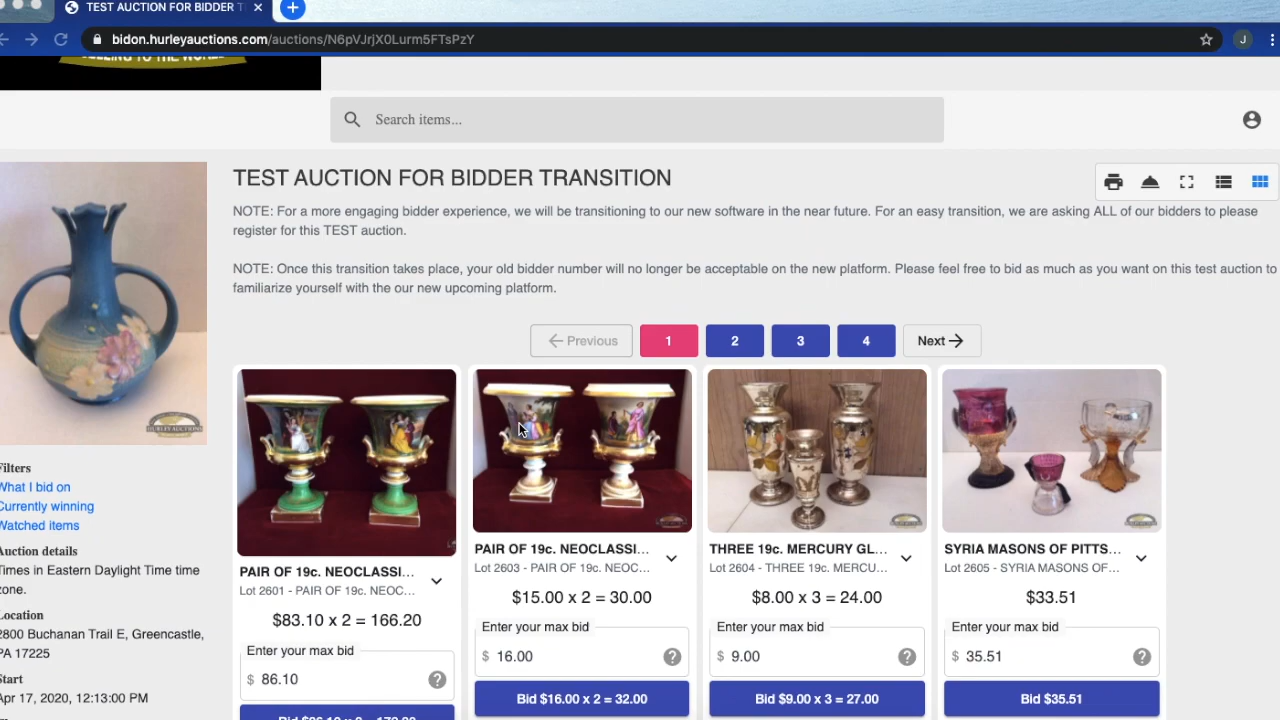 TEST AUCTION FOR BIDDER T
bidon.hurleyauctions.com/auctions/N6pVJrjX0Lurm5FTsPzY
J
TO THE WORLD
Search items...
TEST AUCTION FOR BIDDER TRANSITION
NOTE: For a more engaging bidder experience, we will be transitioning to our new software in the near future. For an easy transition, we are asking ALL of our bidders to please
register for this TEST auction.
NOTE: Once this transition takes place, your old bidder number will no longer be acceptable on the new platform. Please feel free to bid as much as you want on this test auction to
familiarize yourself with the our new upcoming platform.
Previous
1
2
3
4
Next
HURLEY AUCTIONS
Filters
What I bid on
Currently winning
Watched items
Auction details
Times in Eastern Daylight Time time
zone.
Location
2800 Buchanan Trail E, Greencastle,
PA 17225
Start
Apr 17, 2020, 12:13:00 PM
PAIR OF 19c. NEOCLASSI...
Lot 2601 - PAIR OF 19c. NEOC...
$83.10 x 2 = 166.20
Enter your max bid
$ 86.10
PAIR OF 19c. NEOCLASSI...
Lot 2603 - PAIR OF 19c. NEOC...
$15.00 x 2 = 30.00
Enter your max bid
$ 16.00
Bid $16.00 x 2 = 32.00
THREE 19c. MERCURY GL...
Lot 2604 - THREE 19c. MERCU...
$8.00 x 3 = 24.00
Enter your max bid
$ 9.00
Bid $9.00 x 3 = 27.00
SYRIA MASONS OF PITTS...
Lot 2605 - SYRIA MASONS OF...
$33.51
Enter your max bid
$ 35.51
Bid $35.51